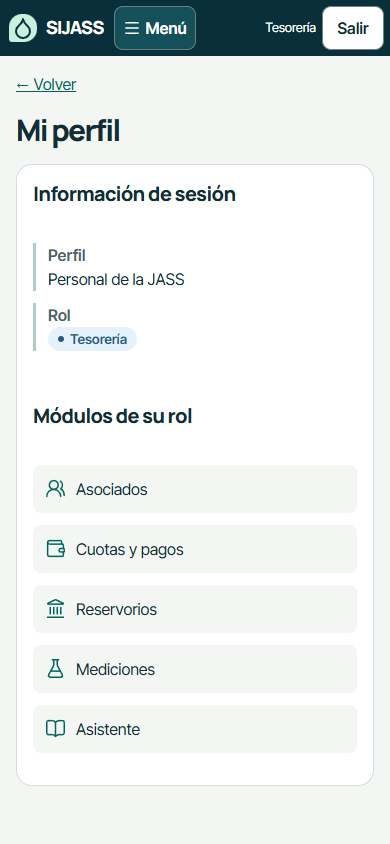 SIJASS
Menú
Tesorería
Salir
← Volver
Mi perfil
Información de sesión
Perfil
Personal de la JASS
Rol
Tesorería
Módulos de su rol
Asociados
Cuotas y pagos
Reservorios
Mediciones
Asistente